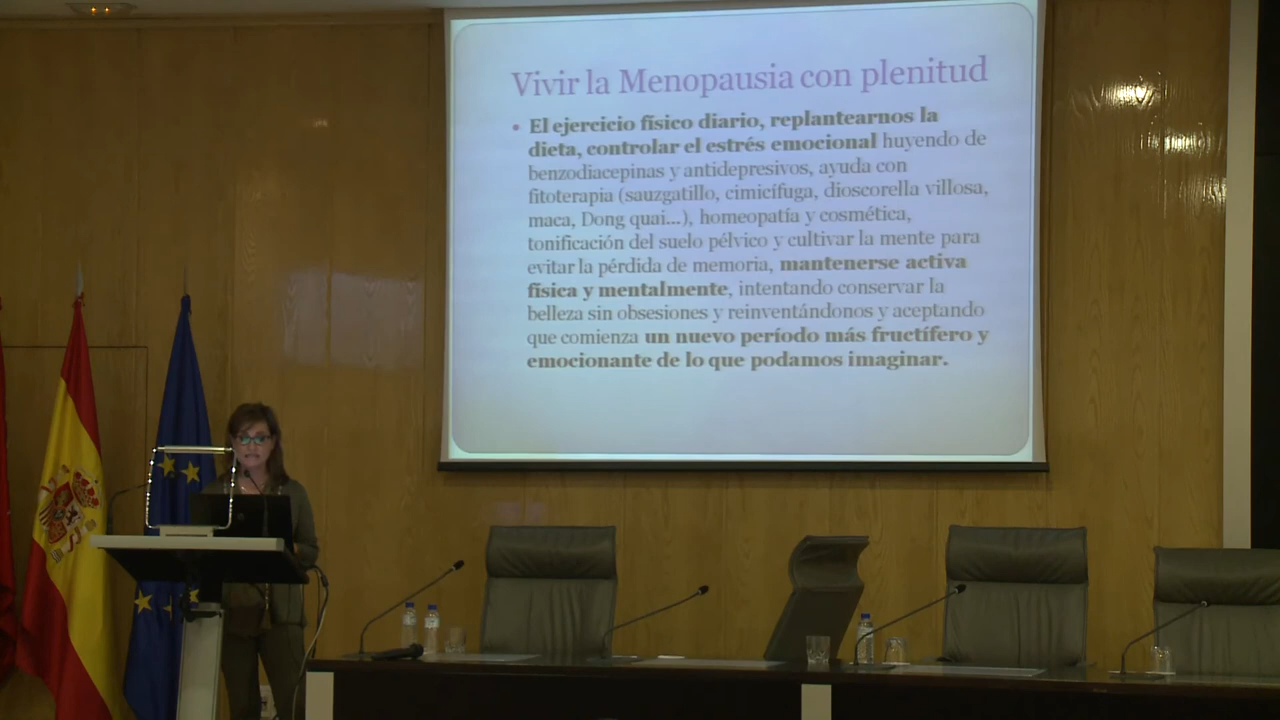 Vivir la Menopausia con plenitud
• El ejercicio físico diario, replantearnos la
dieta, controlar el estrés emocional huyendo de
benzodiacepinas y antidepresivos, ayuda con
fitoterapia (sauzgatillo, cimicífuga, dioscorella villosa,
maca, Dong quai...), homeopatía y cosmética,
tonificación del suelo pélvico y cultivar la mente para
evitar la pérdida de memoria, mantenerse activa
física y mentalmente, intentando conservar la
belleza sin obsesiones y reinventándonos y aceptando
que comienza un nuevo período más fructífero y
emocionante de lo que podamos imaginar.